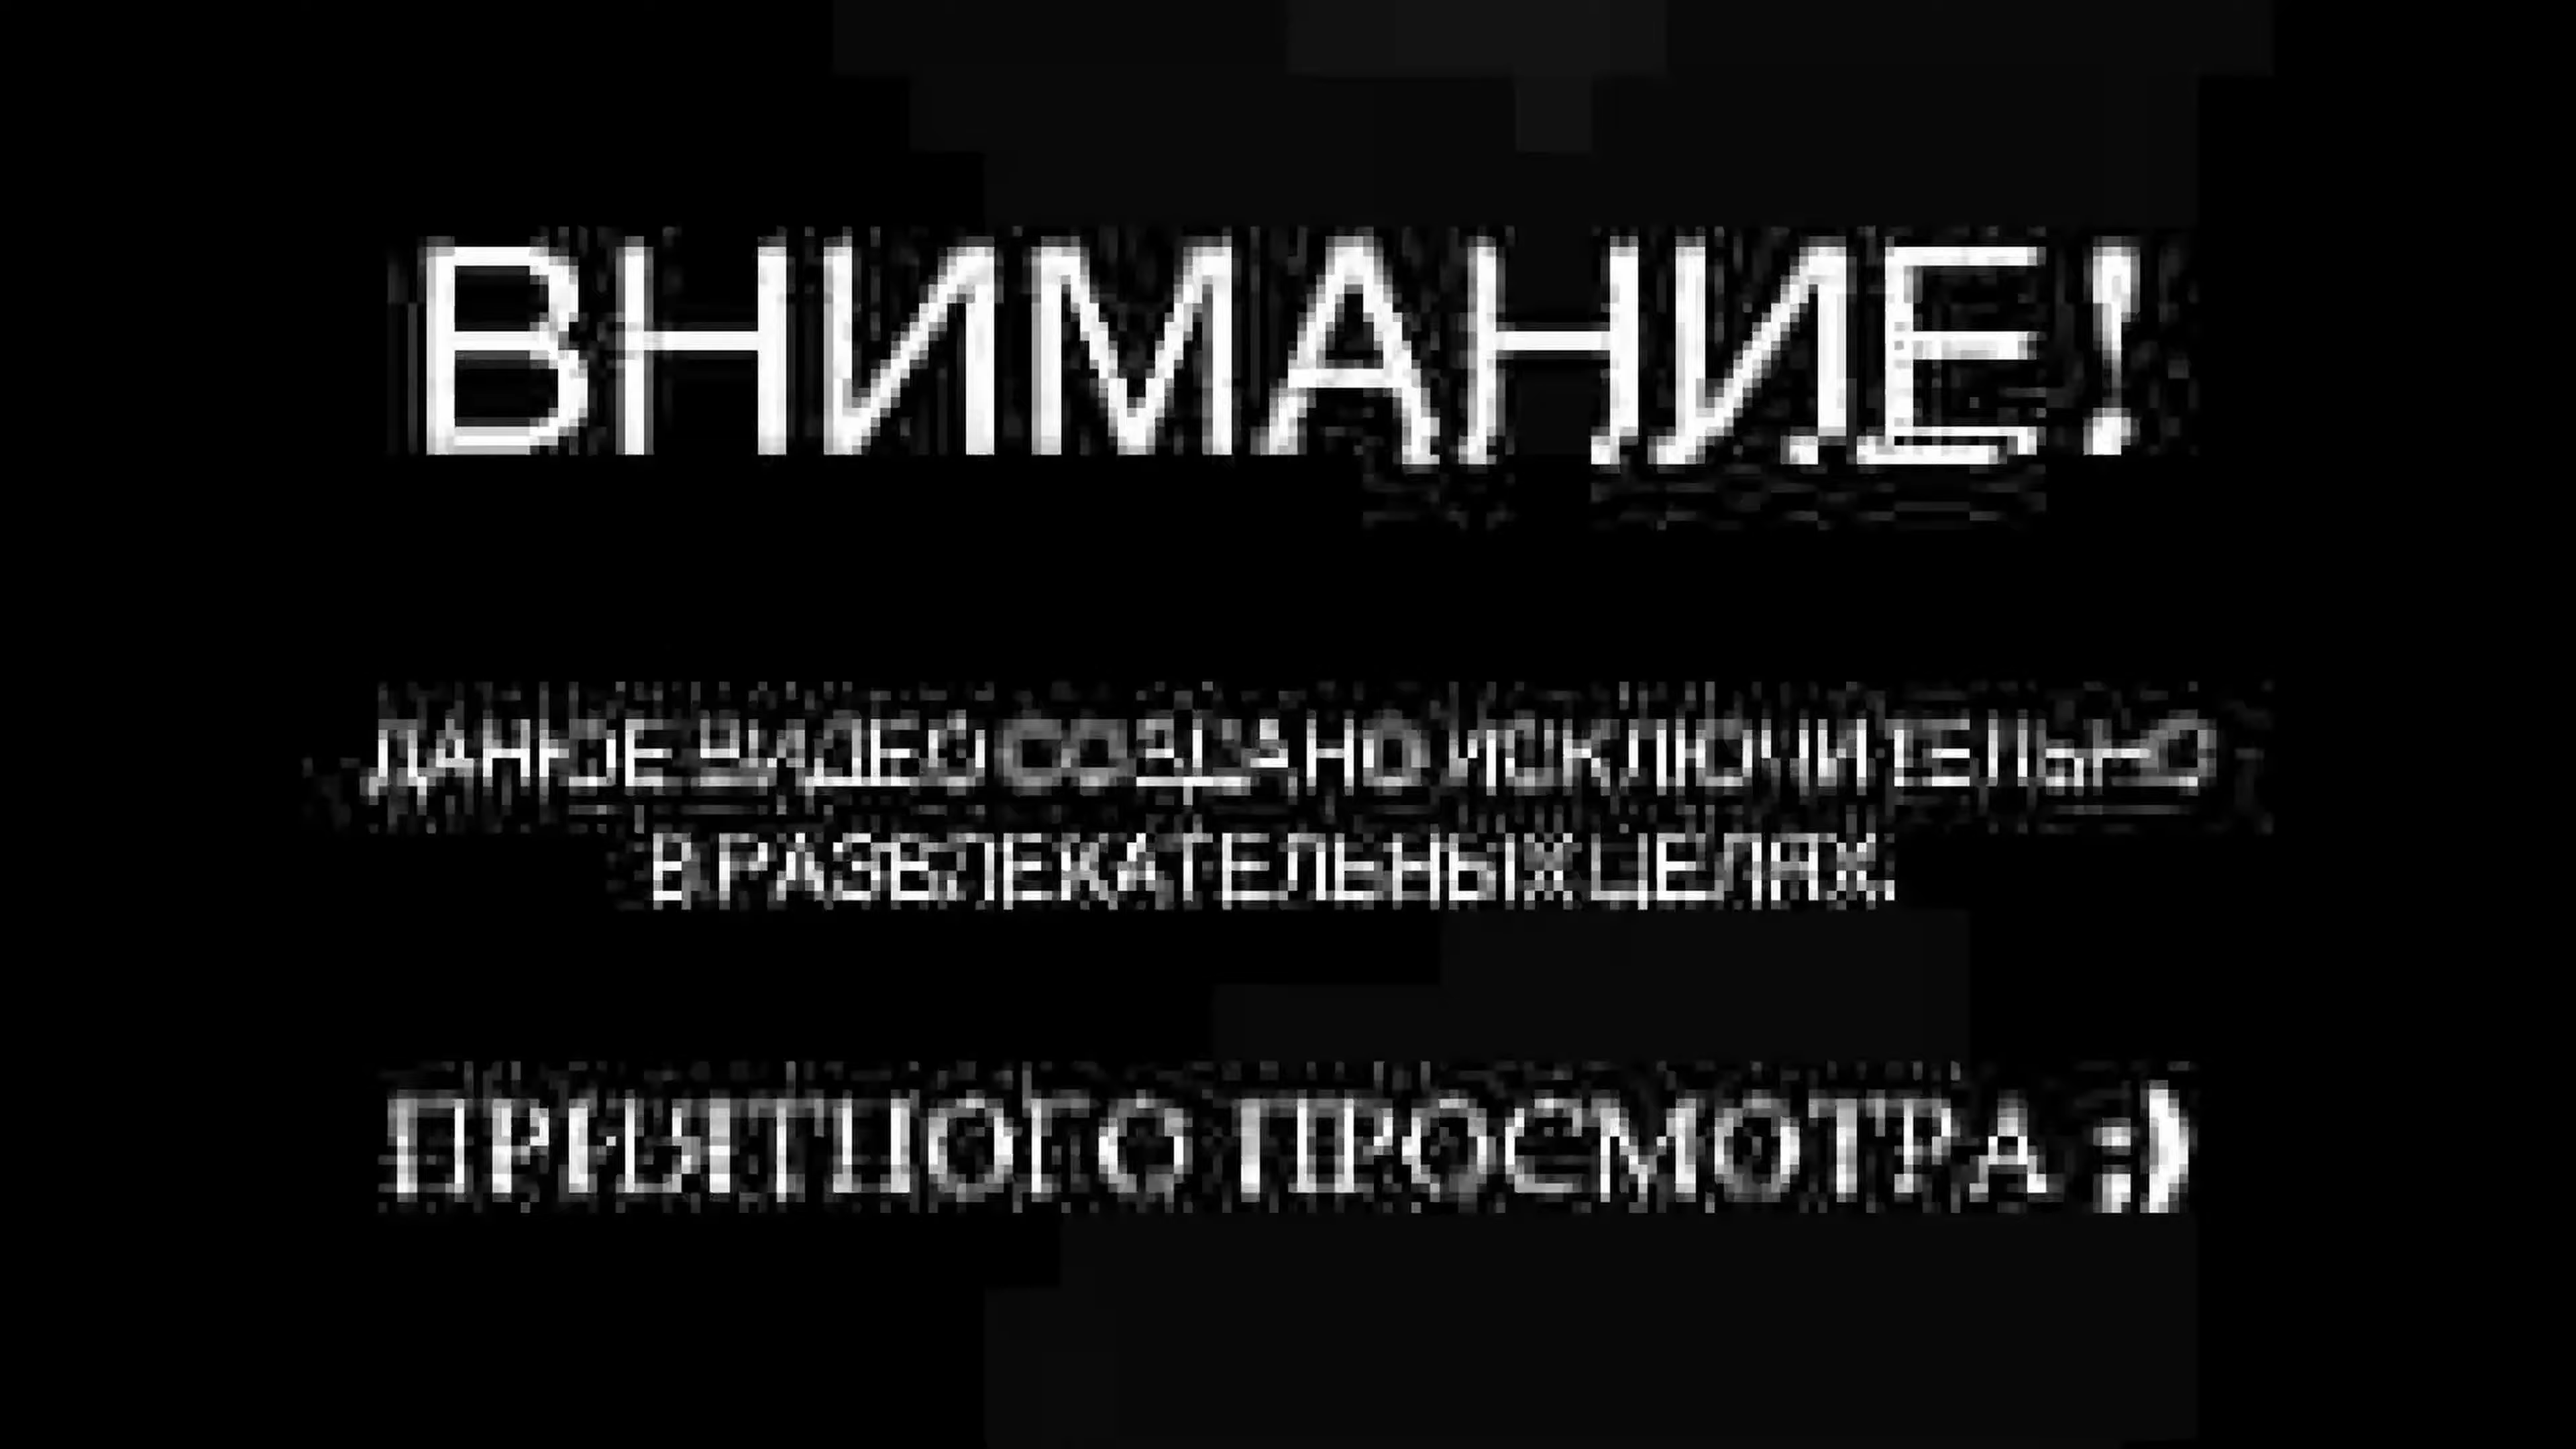 ВНИМАНИЕ!
ДАННОЕ ВИДЕО СОЗДАНО ИСКЛЮЧИТЕЛЬНО
В РАЗВЛЕКАТЕЛЬНЫХ ЦЕЛЯХ.
ПРИЯТНОГО ПРОСМОТРА ;)